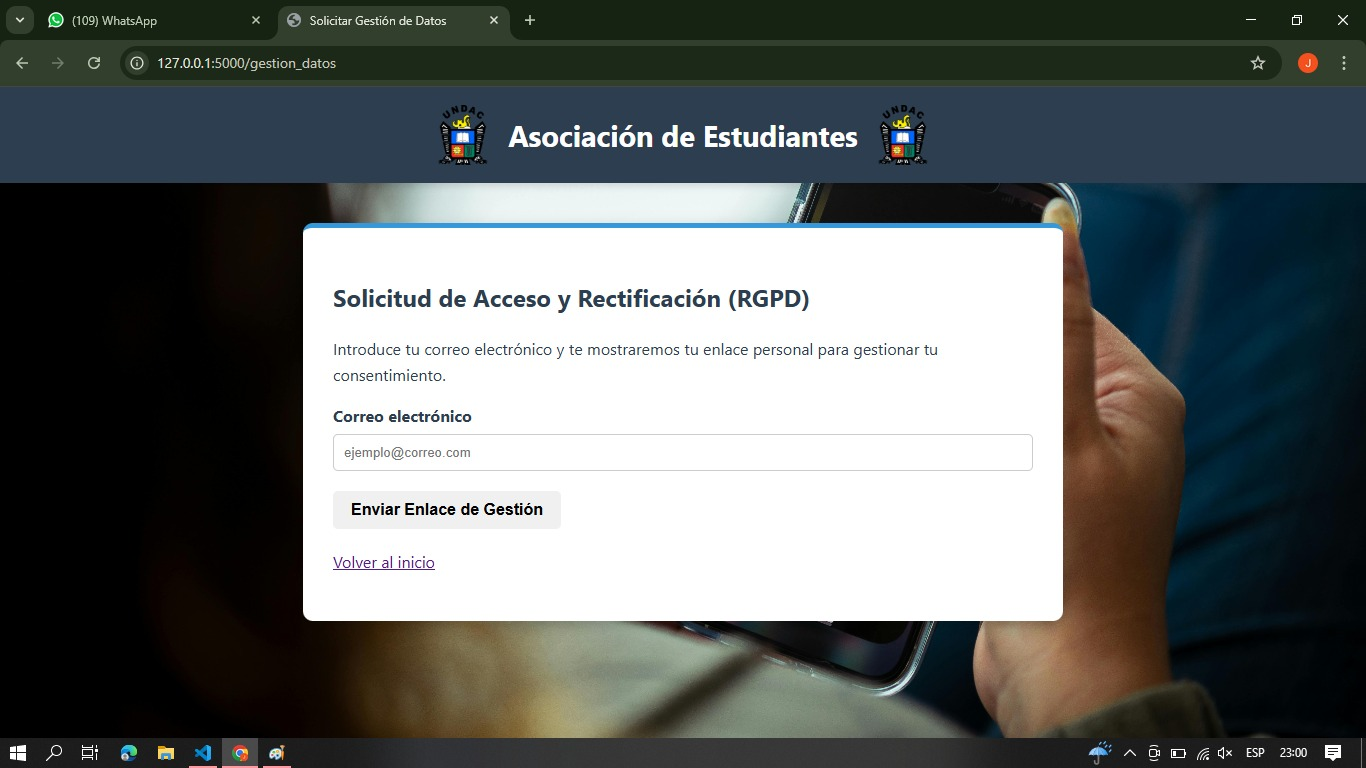 (109) WhatsApp
Solicitar Gestión de Datos
127.0.0.1:5000/gestion_datos
J
UNDAC
Asociación de Estudiantes
UNDAC
Solicitud de Acceso y Rectificación (RGPD)
Introduce tu correo electrónico y te mostraremos tu enlace personal para gestionar tu
consentimiento.
Correo electrónico
ejemplo@correo.com
Enviar Enlace de Gestión
Volver al inicio
ESP
23:00